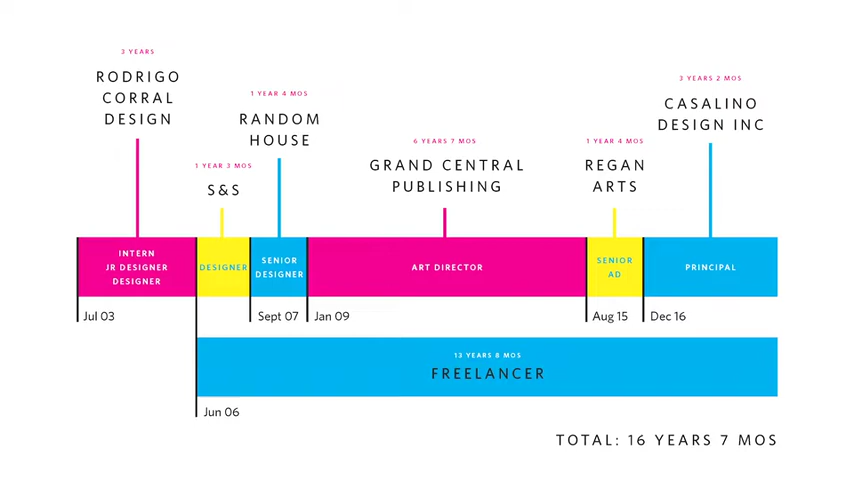 3 YEARS
RODRIGO
CORRAL
DESIGN
1 YEAR 3 MOS
S&S
1 YEAR 4 MOS
RANDOM
HOUSE
6 YEARS 7 MOS
GRAND CENTRAL
PUBLISHING
1 YEAR 4 MOS
REGAN
ARTS
3 YEARS 2 MOS
CASALINO
DESIGN INC
INTERN
JR DESIGNER
DESIGNER
DESIGNER
SENIOR
DESIGNER
ART DIRECTOR
SENIOR
AD
PRINCIPAL
Jul 03
Sept 07
Jan 09
Aug 15
Dec 16
13 YEARS 8 MOS
FREELANCER
Jun 06
TOTAL: 16 YEARS 7 MOS